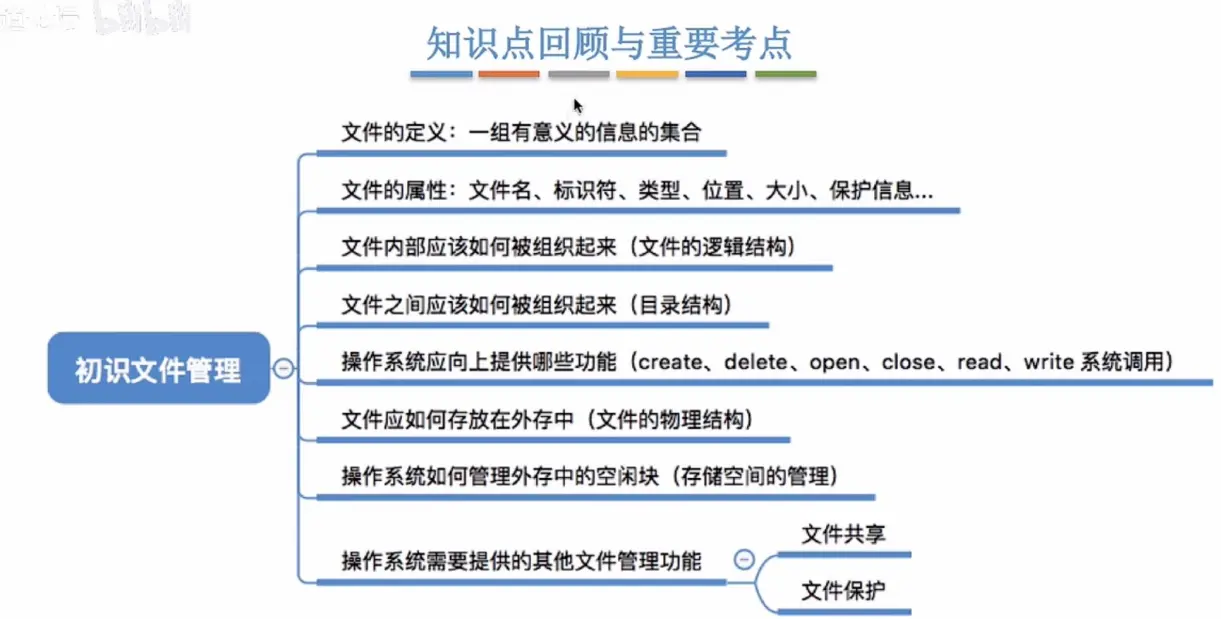 知识点回顾与重要考点
文件的定义：一组有意义的信息的集合
文件的属性：文件名、标识符、类型、位置、大小、保护信息...
文件内部应该如何被组织起来（文件的逻辑结构）
文件之间应该如何被组织起来（目录结构）
初识文件管理
操作系统应向上提供哪些功能（create、delete、open、close、read、write 系统调用）
文件应如何存放在外存中（文件的物理结构）
操作系统如何管理外存中的空闲块（存储空间的管理）
操作系统需要提供的其他文件管理功能
文件共享
文件保护